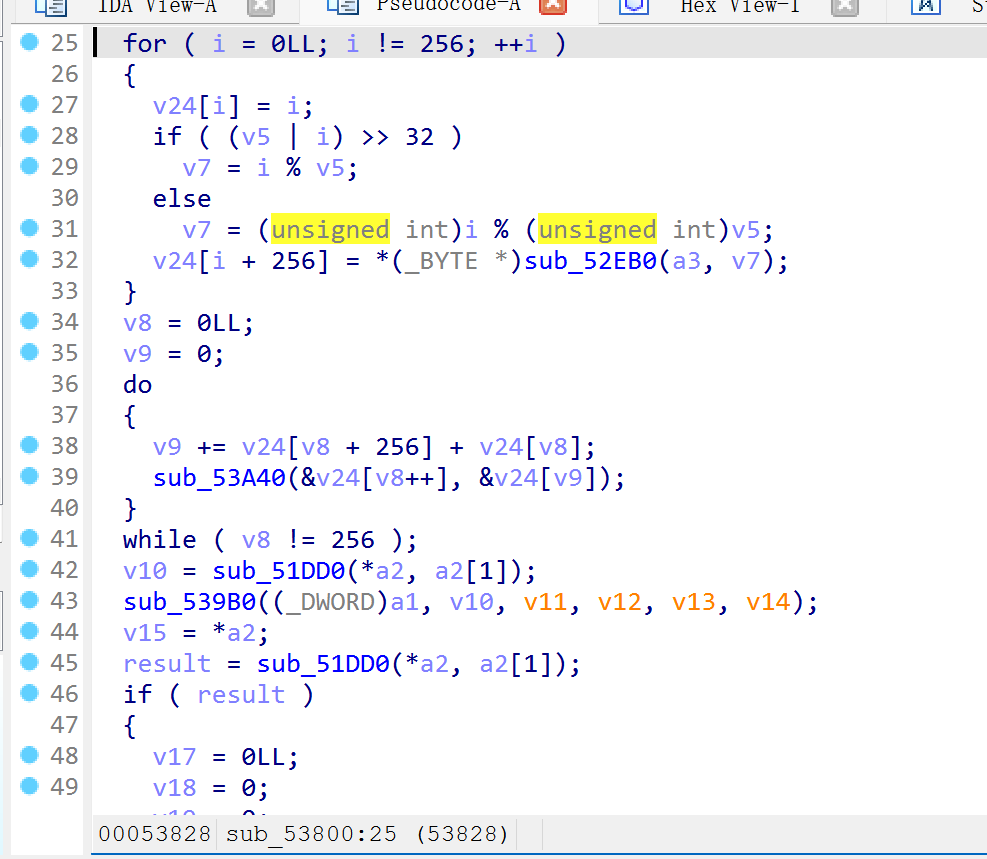 IDA View-A Pseudocode-A Hex View-1
25 for ( i = 0LL; i != 256; ++i )
26 {
27 v24[i] = i;
28 if ( (v5 | i) >> 32 )
29 v7 = i % v5;
30 else
31 v7 = (unsigned int)i % (unsigned int)v5;
32 v24[i + 256] = *(_BYTE *)sub_52EB0(a3, v7);
33 }
34 v8 = 0LL;
35 v9 = 0;
36 do
37 {
38 v9 += v24[v8 + 256] + v24[v8];
39 sub_53A40(&v24[v8++], &v24[v9]);
40 }
41 while ( v8 != 256 );
42 v10 = sub_51DD0(*a2, a2[1]);
43 sub_539B0((_DWORD)a1, v10, v11, v12, v13, v14);
44 v15 = *a2;
45 result = sub_51DD0(*a2, a2[1]);
46 if ( result )
47 {
48 v17 = 0LL;
49 v18 = 0;
00053828 sub_53800:25 (53828)